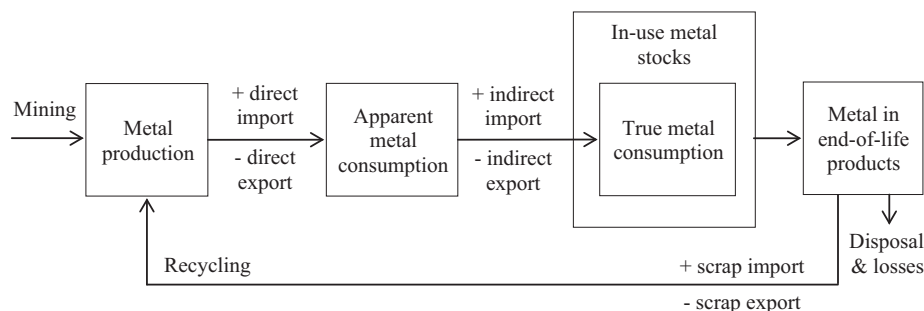 Mining
Metal
production
+ direct
import
- direct
export
Apparent
metal
consumption
+ indirect
import
- indirect
export
In-use metal
stocks
True metal
consumption
Metal in
end-of-life
products
Disposal
& losses
Recycling
+ scrap import
- scrap export